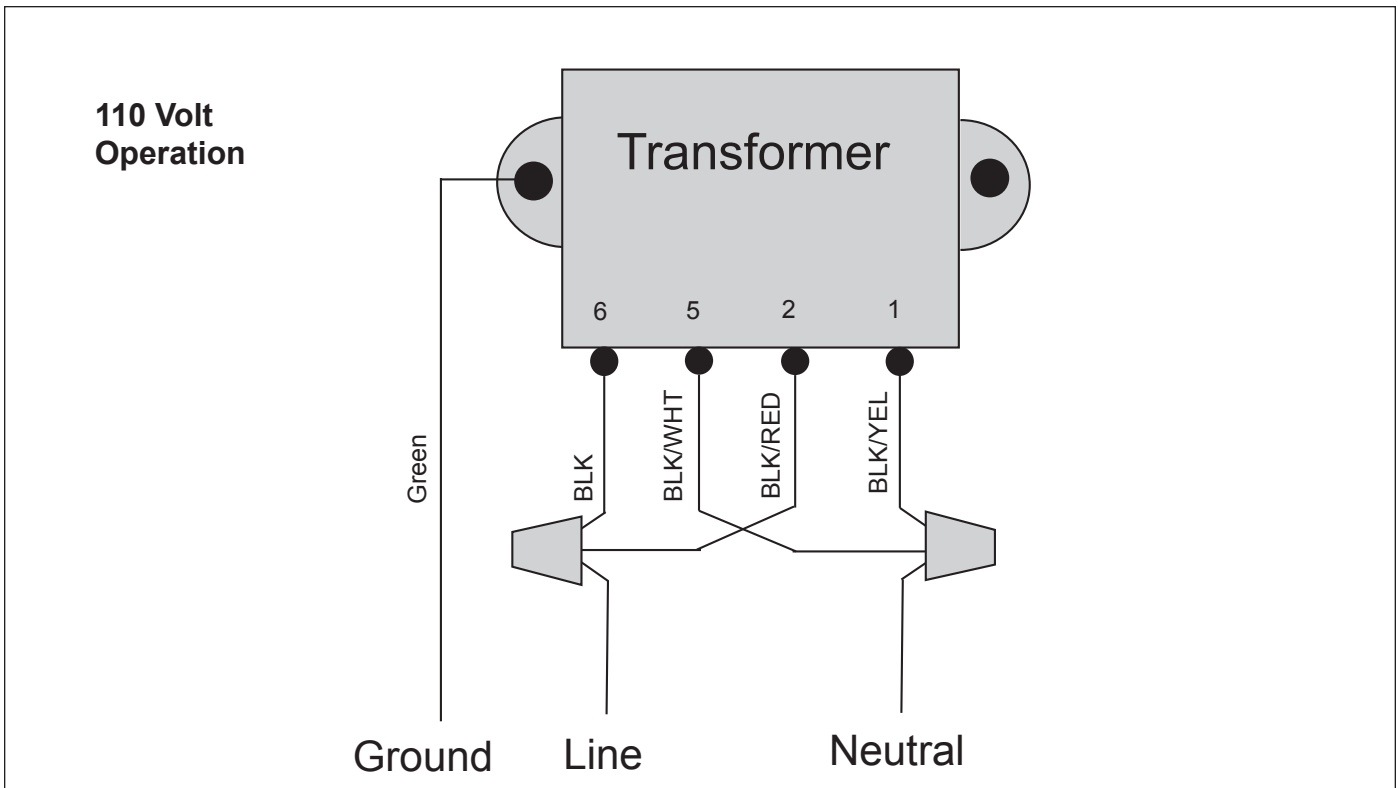 110 Volt
Operation
Transformer
6 5 2 1
Green
BLK
BLK/WHT
BLK/RED
BLK/YEL
Ground Line Neutral